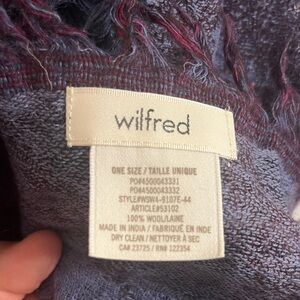 wilfred
ONE SIZE / TAILLE UNIQUE
PO#4500043331
PO#4500043332
STYLE#WSW4-9107E-44
ARTICLE#53102
100% WOOL/LAINE
MADE IN INDIA / FABRIQUÉ EN INDE
DRY CLEAN / NETTOYER À SEC
CA# 23725 / RN# 122354